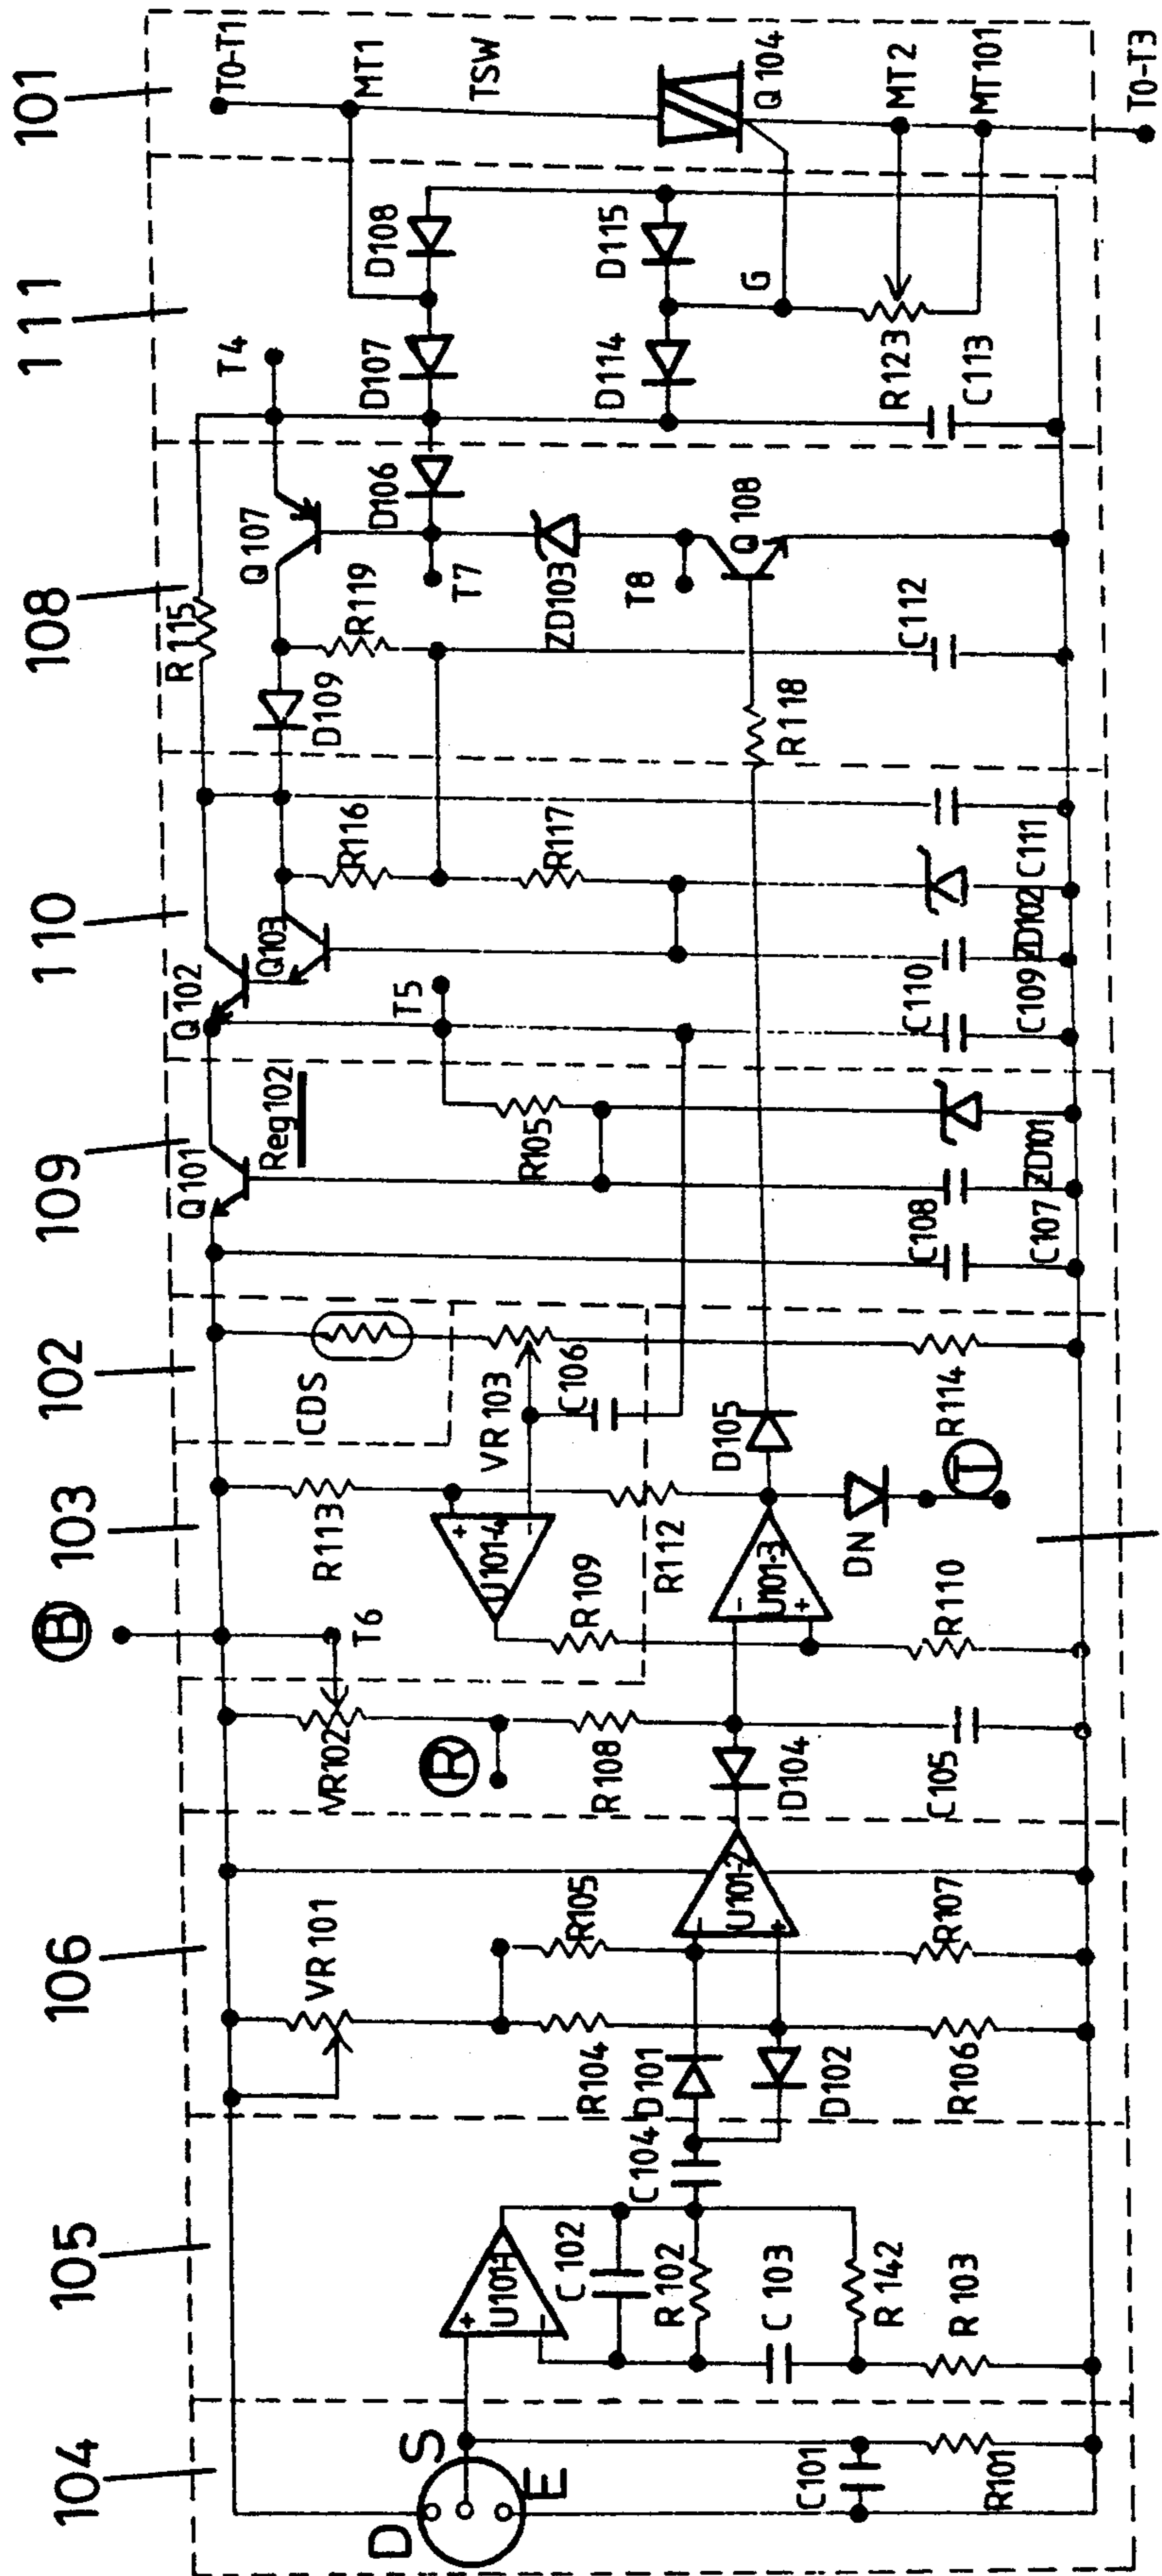 104
105
106
B
103
102
109
110
108
111
101
D
S
E
C101
R101
U101-1
C102
R102
C103
R142
R103
C104
VR101
R104
R105
D101
D102
R106
R107
U101-2
VR102
R
R108
D104
C105
T6
R113
U101-4
R109
R112
U101-3
R110
DN
T
D105
CDS
VR103
C106
R114
Q101
Reg102
R105
C108
C107
ZD101
Q102
Q103
T5
R116
R117
C110
C109
ZD102
C111
R115
Q107
D109
R119
D106
T7
ZD103
T8
Q108
R118
C112
T4
D107
D108
D114
D115
G
R123
C113
T0-T1
MT1
TSW
Q104
MT2
MT101
T0-T3